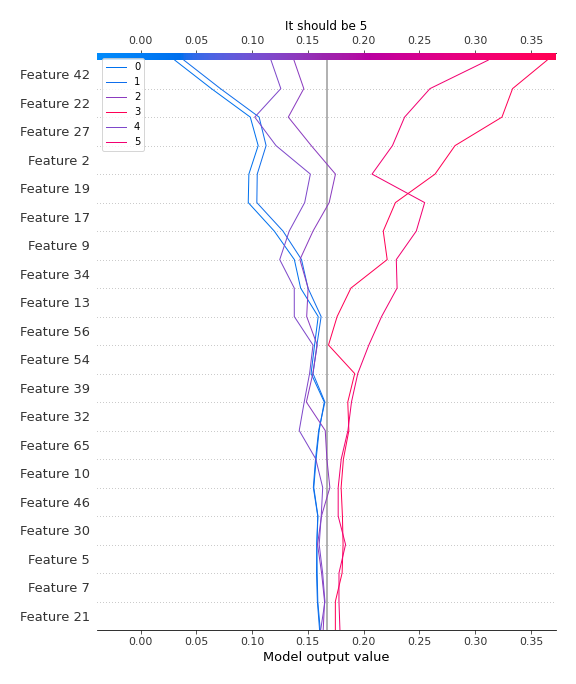 It should be 5
0.00 0.05 0.10 0.15 0.20 0.25 0.30 0.35
0
1
2
3
4
5
Feature 42
Feature 22
Feature 27
Feature 2
Feature 19
Feature 17
Feature 9
Feature 34
Feature 13
Feature 56
Feature 54
Feature 39
Feature 32
Feature 65
Feature 10
Feature 46
Feature 30
Feature 5
Feature 7
Feature 21
0.00 0.05 0.10 0.15 0.20 0.25 0.30 0.35
Model output value